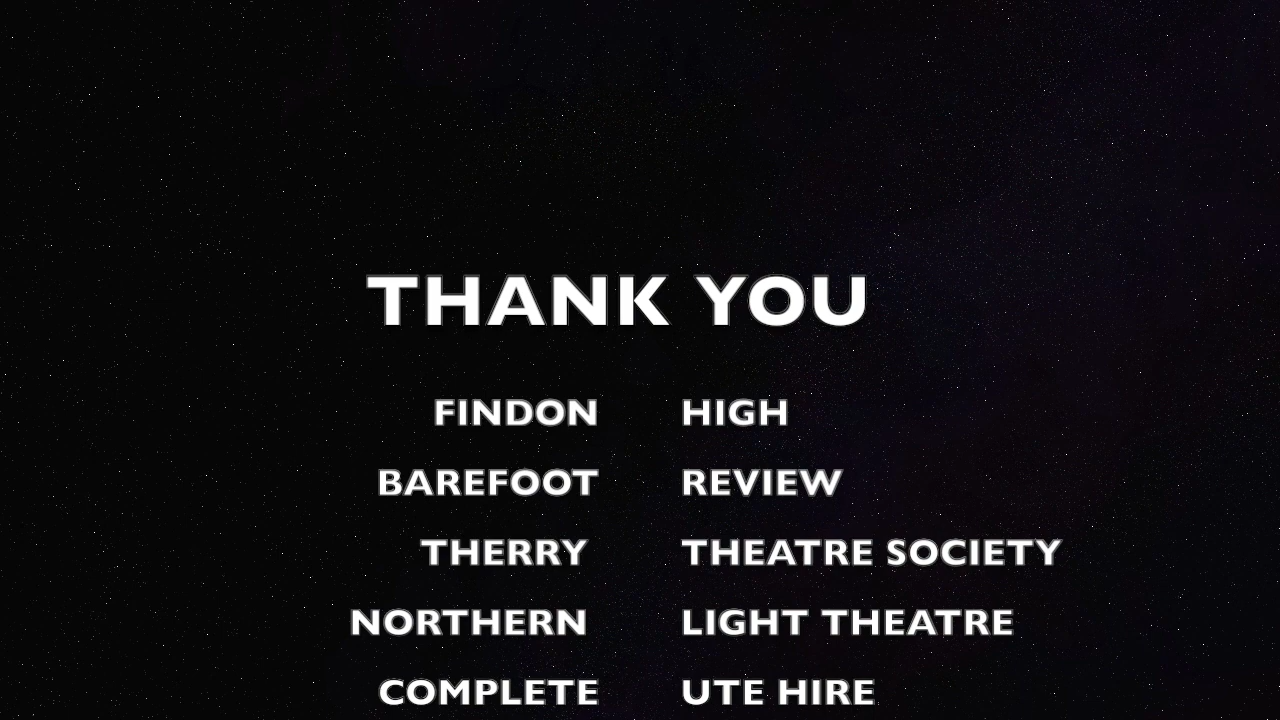 THANK YOU
FINDON HIGH
BAREFOOT REVIEW
THERRY THEATRE SOCIETY
NORTHERN LIGHT THEATRE
COMPLETE UTE HIRE